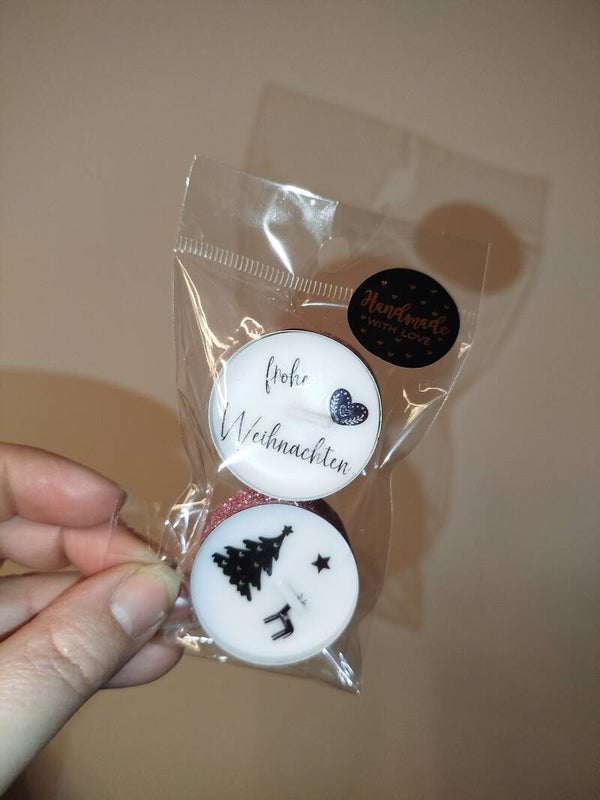 Handmade
WITH LOVE
frohe
Weihnachten